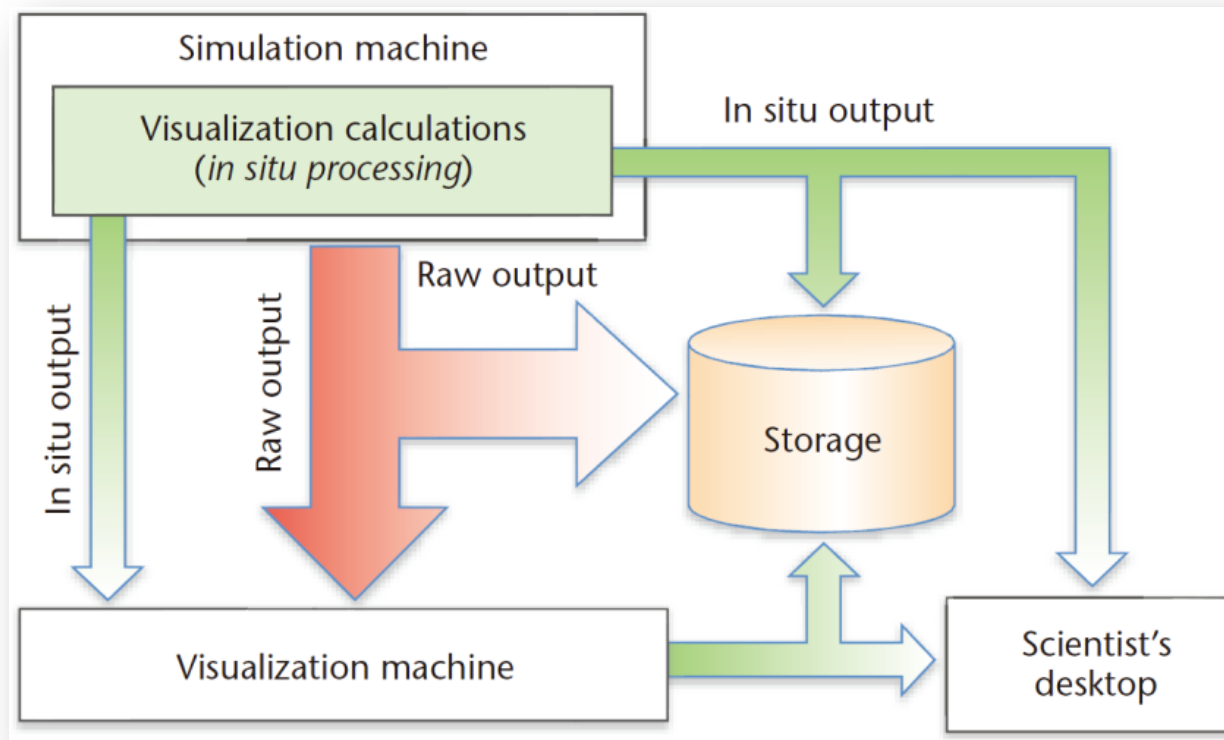 Simulation machine
Visualization calculations
(in situ processing)
In situ output
Raw output
Raw output
In situ output
Storage
Visualization machine
Scientist's
desktop